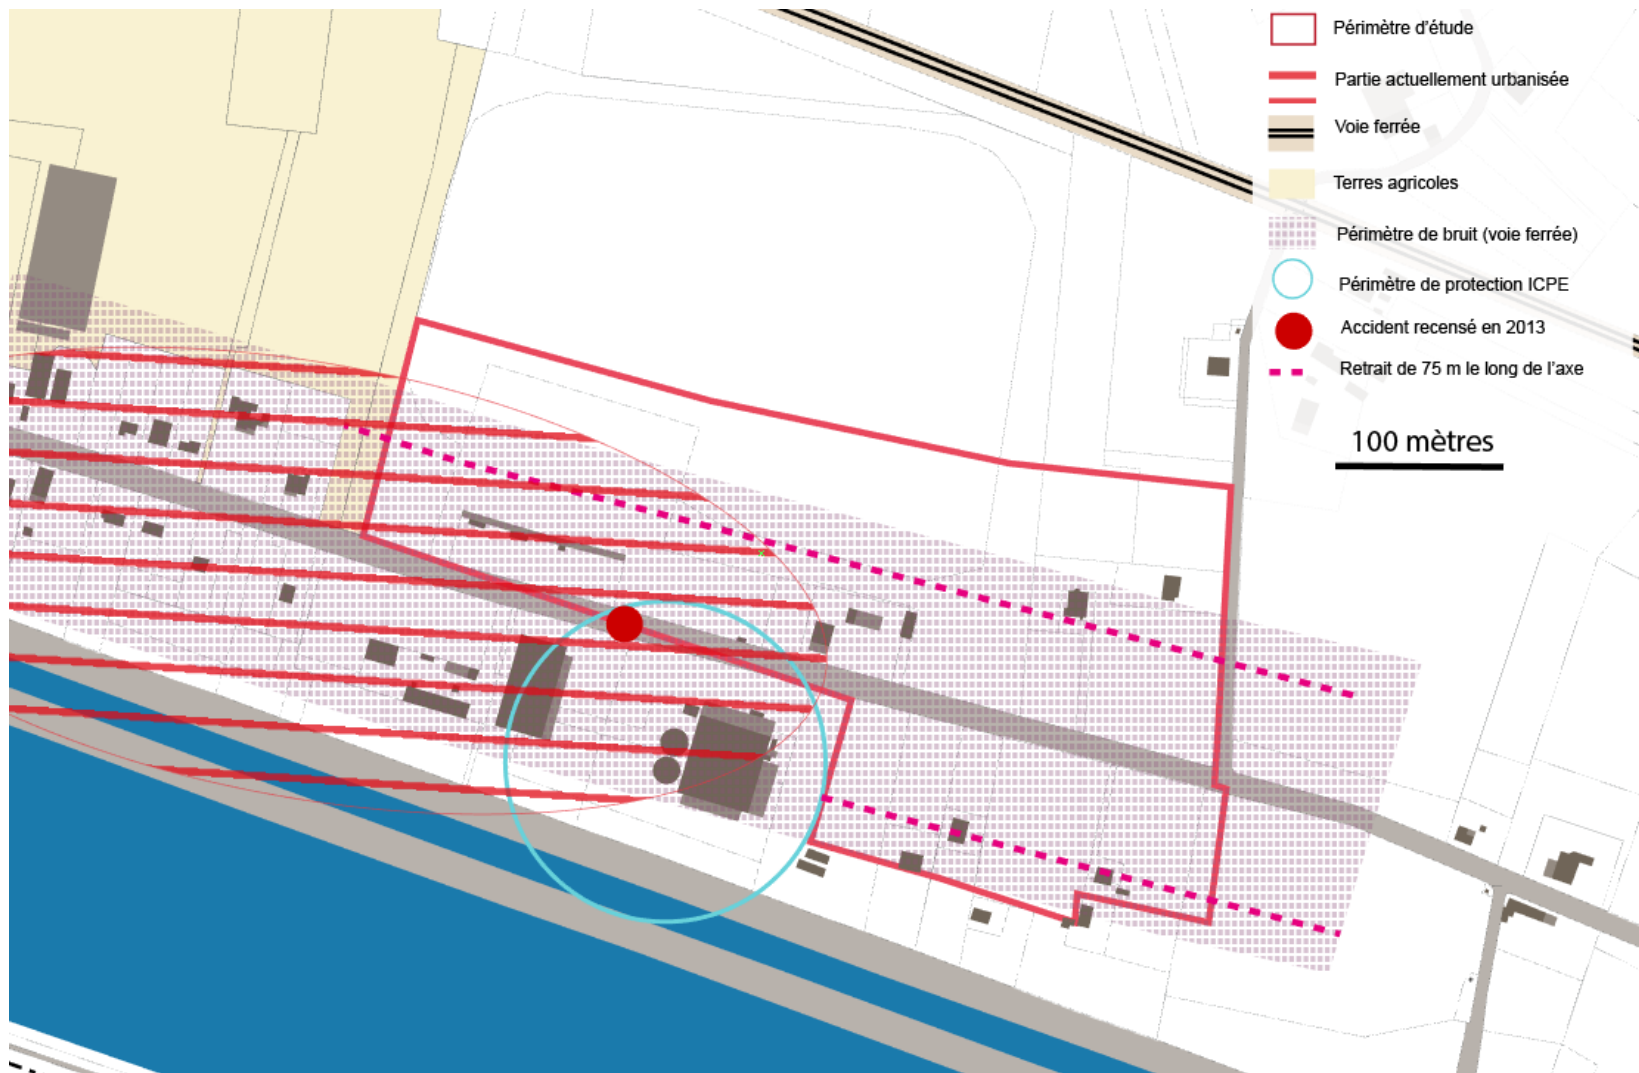 Périmètre d'étude
Partie actuellement urbanisée
Voie ferrée
Terres agricoles
Périmètre de bruit (voie ferrée)
Périmètre de protection ICPE
Accident recensé en 2013
Retrait de 75 m le long de l'axe
100 mètres